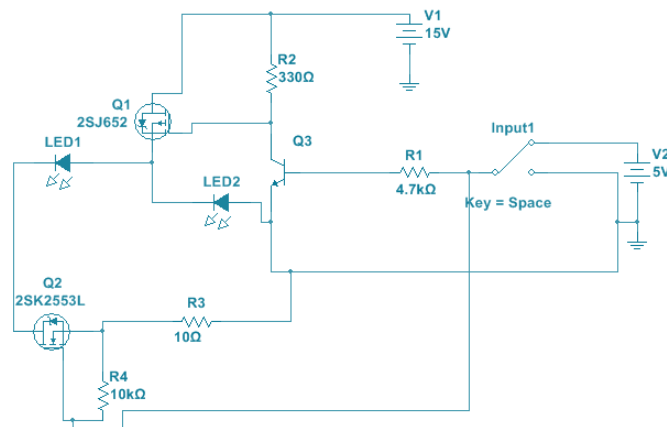 V1
15V
R2
330Ω
Q1
2SJ652
Q3
Input1
LED1
R1
V2
LED2
4.7kΩ
5V
Key = Space
Q2
2SK2553L
R3
10Ω
R4
10kΩ